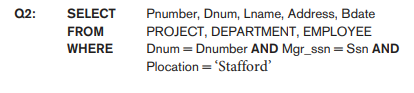 Q2: SELECT Pnumber, Dnum, Lname, Address, Bdate
FROM PROJECT, DEPARTMENT, EMPLOYEE
WHERE Dnum = Dnumber AND Mgr_ssn = Ssn AND
Plocation = ‘Stafford’